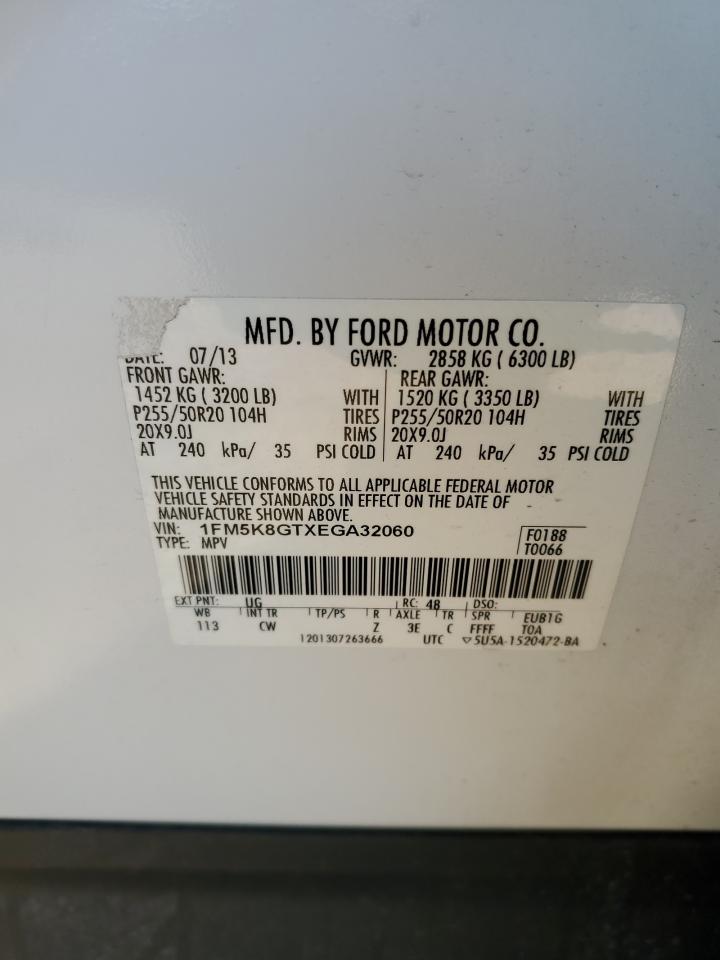 MFD. BY FORD MOTOR CO.
DATE: 07/13 GVWR: 2858 KG ( 6300 LB)
FRONT GAWR: REAR GAWR:
1452 KG ( 3200 LB) WITH 1520 KG ( 3350 LB) WITH
P255/50R20 104H TIRES P255/50R20 104H TIRES
20X9.0J RIMS 20X9.0J RIMS
AT 240 kPa/ 35 PSI COLD AT 240 kPa/ 35 PSI COLD
THIS VEHICLE CONFORMS TO ALL APPLICABLE FEDERAL MOTOR
VEHICLE SAFETY STANDARDS IN EFFECT ON THE DATE OF
MANUFACTURE SHOWN ABOVE.
VIN: 1FM5K8GTXEGA32060 F0188
TYPE: MPV T0066
EXT PNT: UG RC: 48 DSO:
WB INT TR TP/PS R AXLE TR SPR EUB1G
113 CW Z 3E C FFFF TOA
1201307263666 UTC ▽5U5A-1520472-BA